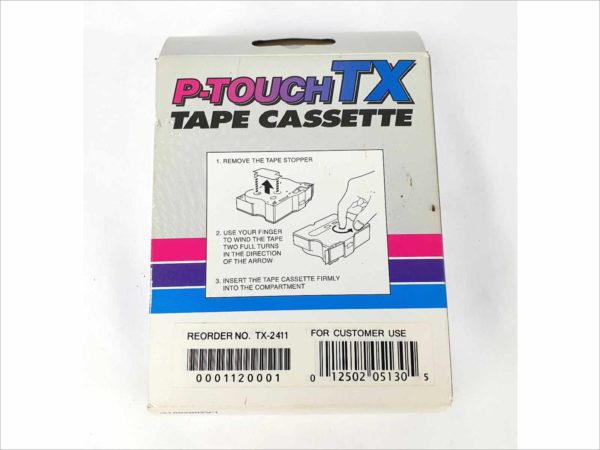 P-TOUCH TX
TAPE CASSETTE
1. REMOVE THE TAPE STOPPER
2. USE YOUR FINGER
TO WIND THE TAPE
TWO FULL TURNS
IN THE DIRECTION
OF THE ARROW
3. INSERT THE TAPE CASSETTE FIRMLY
INTO THE COMPARTMENT
REORDER NO. TX-2411
0001120001
FOR CUSTOMER USE
0 12502 05130 5